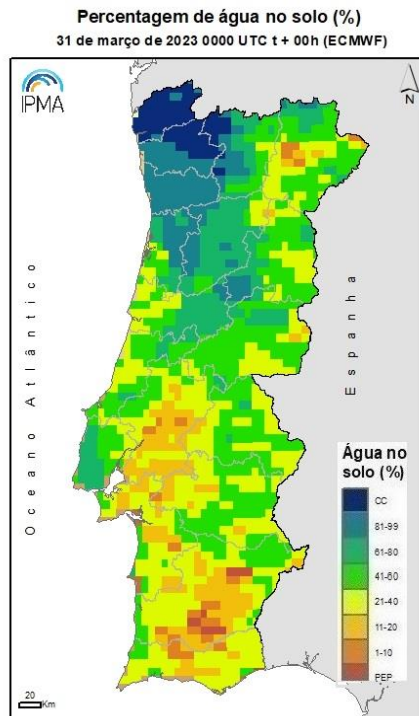 Percentagem de água no solo (%)
31 de março de 2023 0000 UTC t + 00h (ECMWF)
IPMA
N
Oceano Atlântico
Espanha
Água no
solo (%)
CC
81-99
61-80
41-60
21-40
11-20
1-10
PEP
20
Km